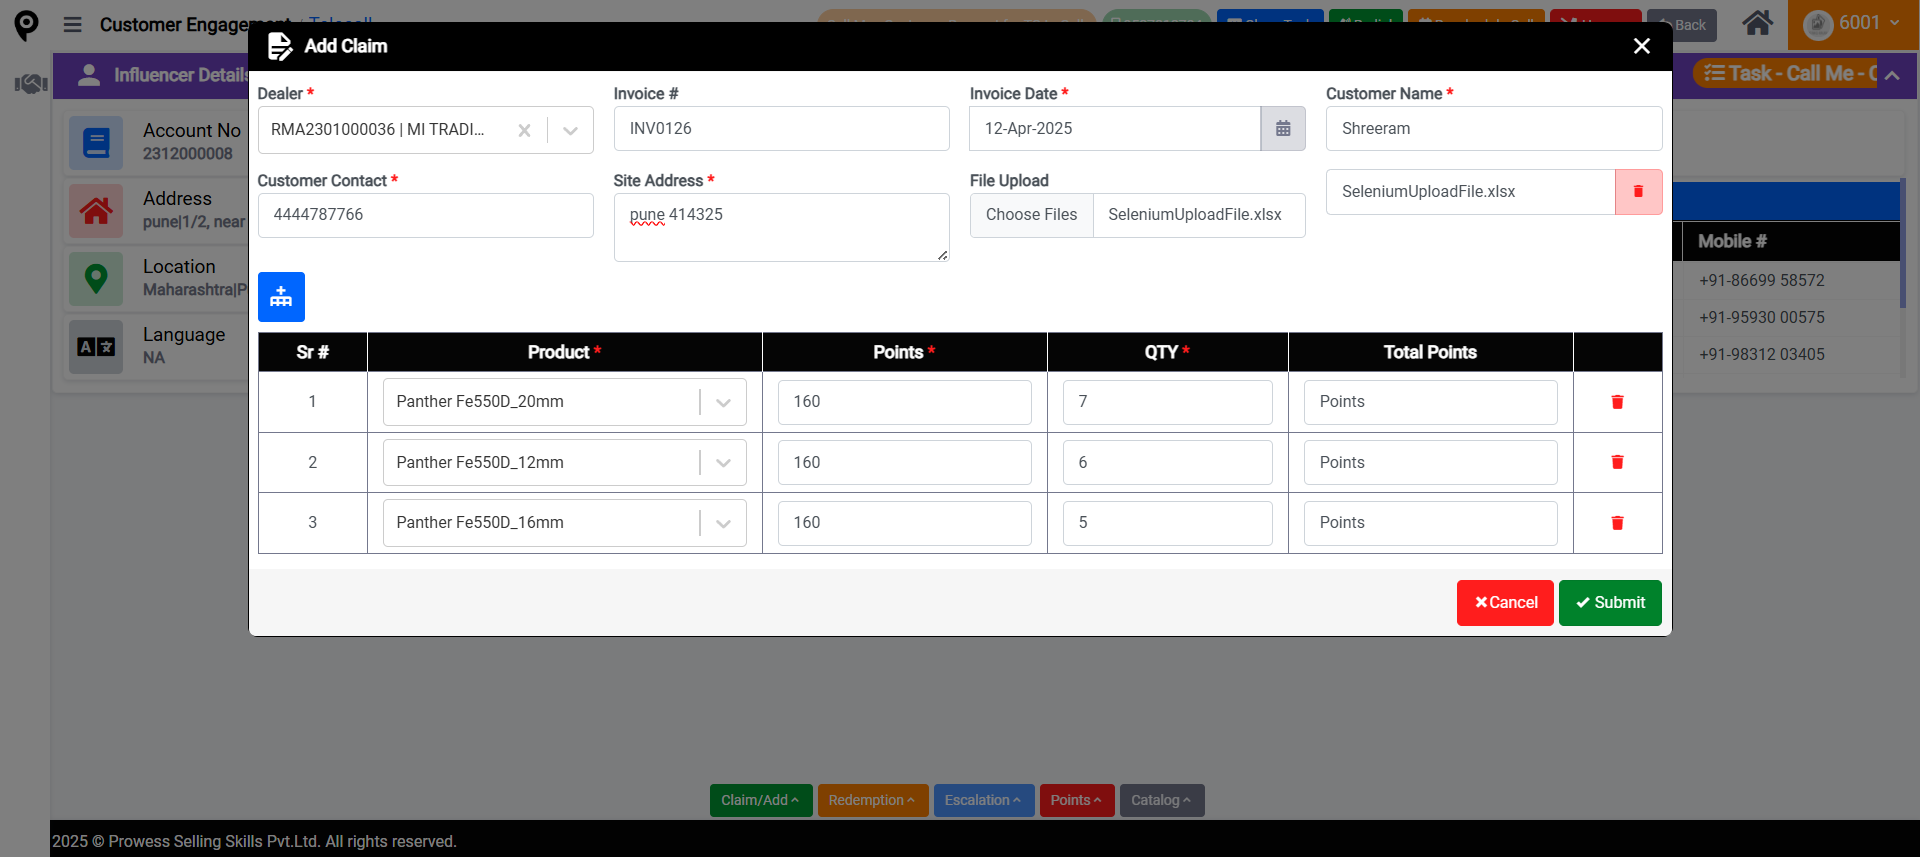 Customer Engagement
Back
6001
Add Claim
Influencer Details
Task - Call Me - C
Dealer *
Invoice #
Invoice Date *
Customer Name *
RMA2301000036 | MI TRADI...
INV0126
12-Apr-2025
Shreeram
Account No
2312000008
Customer Contact *
Site Address *
File Upload
4444787766
pune 414325
Choose Files
SeleniumUploadFile.xlsx
SeleniumUploadFile.xlsx
Address
pune|1/2, near
Mobile #
Location
Maharashtra|P
+91-86699 58572
+91-95930 00575
+91-98312 03405
Language
NA
Sr #
Product *
Points *
QTY *
Total Points
1
Panther Fe550D_20mm
160
7
Points
2
Panther Fe550D_12mm
160
6
Points
3
Panther Fe550D_16mm
160
5
Points
Cancel
Submit
Claim/Add
Redemption
Escalation
Points
Catalog
2025 © Prowess Selling Skills Pvt.Ltd. All rights reserved.